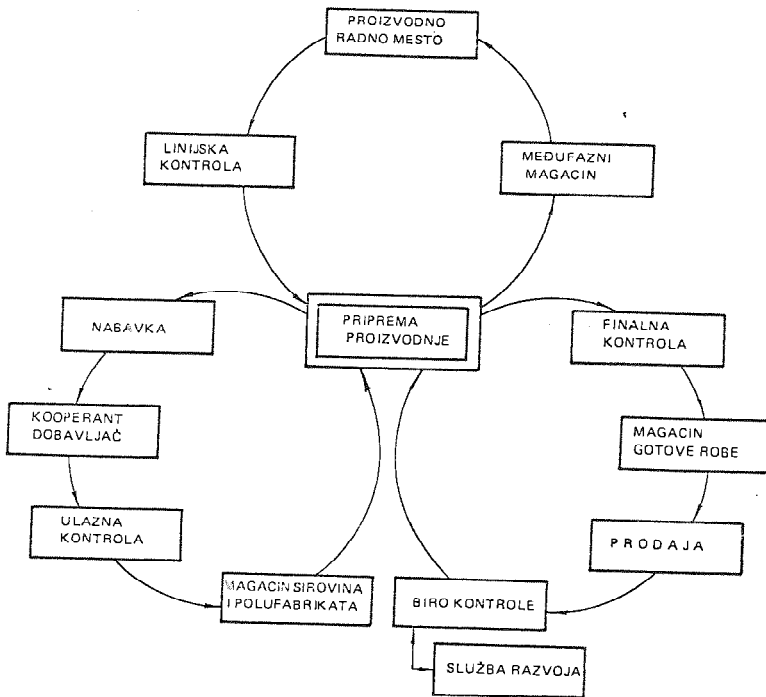 PROIZVODNO
RADNO MESTO
LINIJSKA
KONTROLA
MEĐUFAZNI
MAGACIN
NABAVKA
PRIPREMA
PROIZVODNJE
FINALNA
KONTROLA
KOOPERANT
DOBAVLJAČ
MAGACIN
GOTOVE ROBE
ULAZNA
KONTROLA
PRODAJA
MAGACIN SIROVINA
I POLUFABRIKATA
BIRO KONTROLE
SLUŽBA RAZVOJA